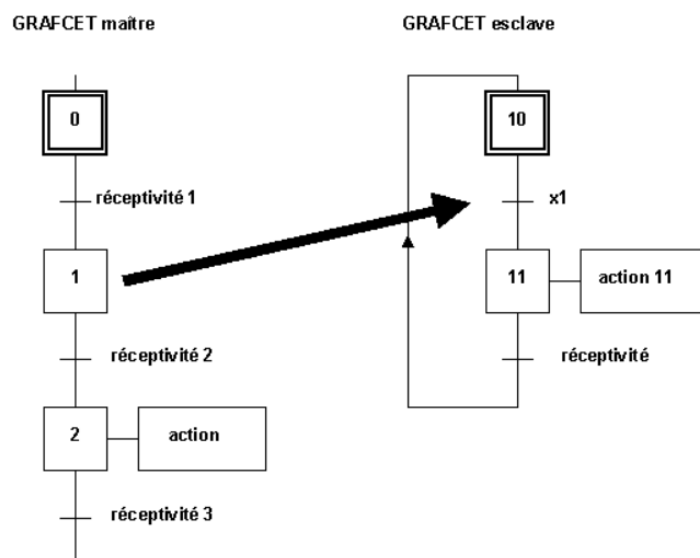 GRAFCET maître
GRAFCET esclave
0
10
réceptivité 1
x1
1
11
action 11
réceptivité 2
réceptivité
2
action
réceptivité 3